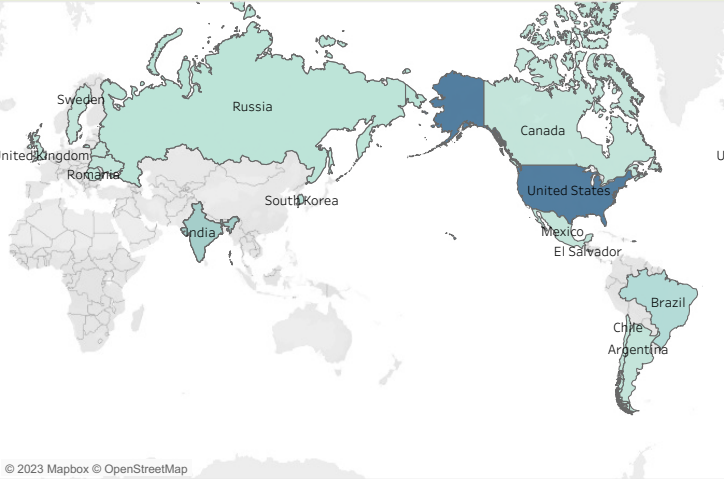 Sweden
Russia
Canada
United Kingdom
U
Romania
South Korea
United States
India
Mexico
El Salvador
Brazil
Chile
Argentina
© 2023 Mapbox © OpenStreetMap